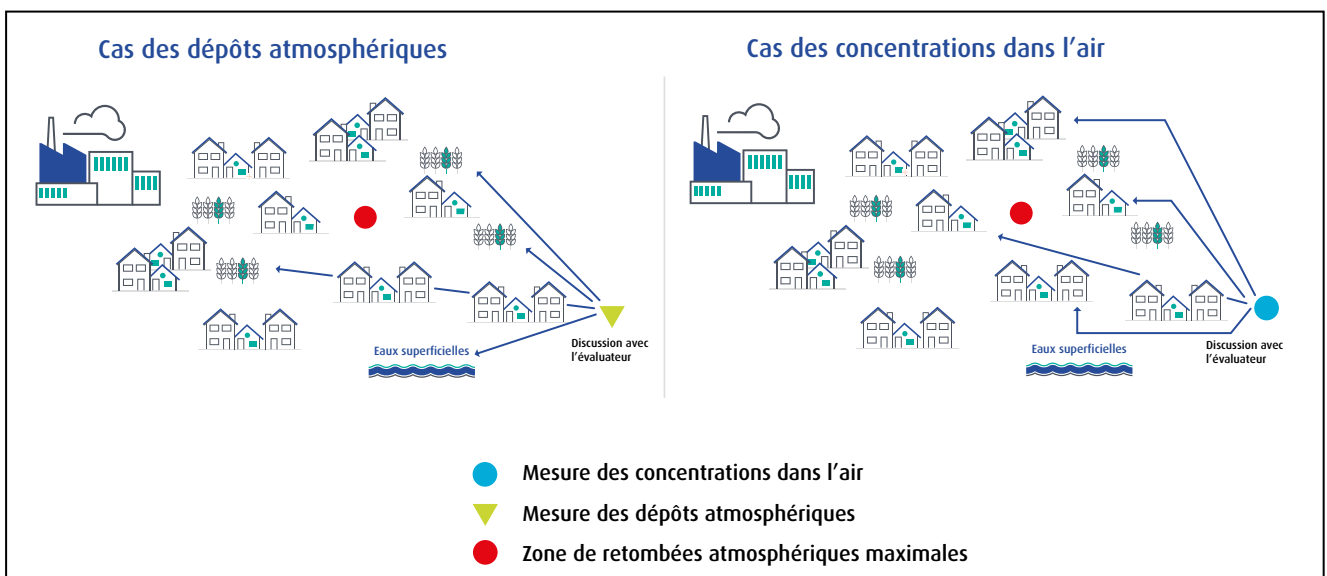 Cas des dépôts atmosphériques
Cas des concentrations dans l’air
Eaux superficielles
Discussion avec
l’évaluateur
Eaux superficielles
Discussion avec
l’évaluateur
Mesure des concentrations dans l’air
Mesure des dépôts atmosphériques
Zone de retombées atmosphériques maximales